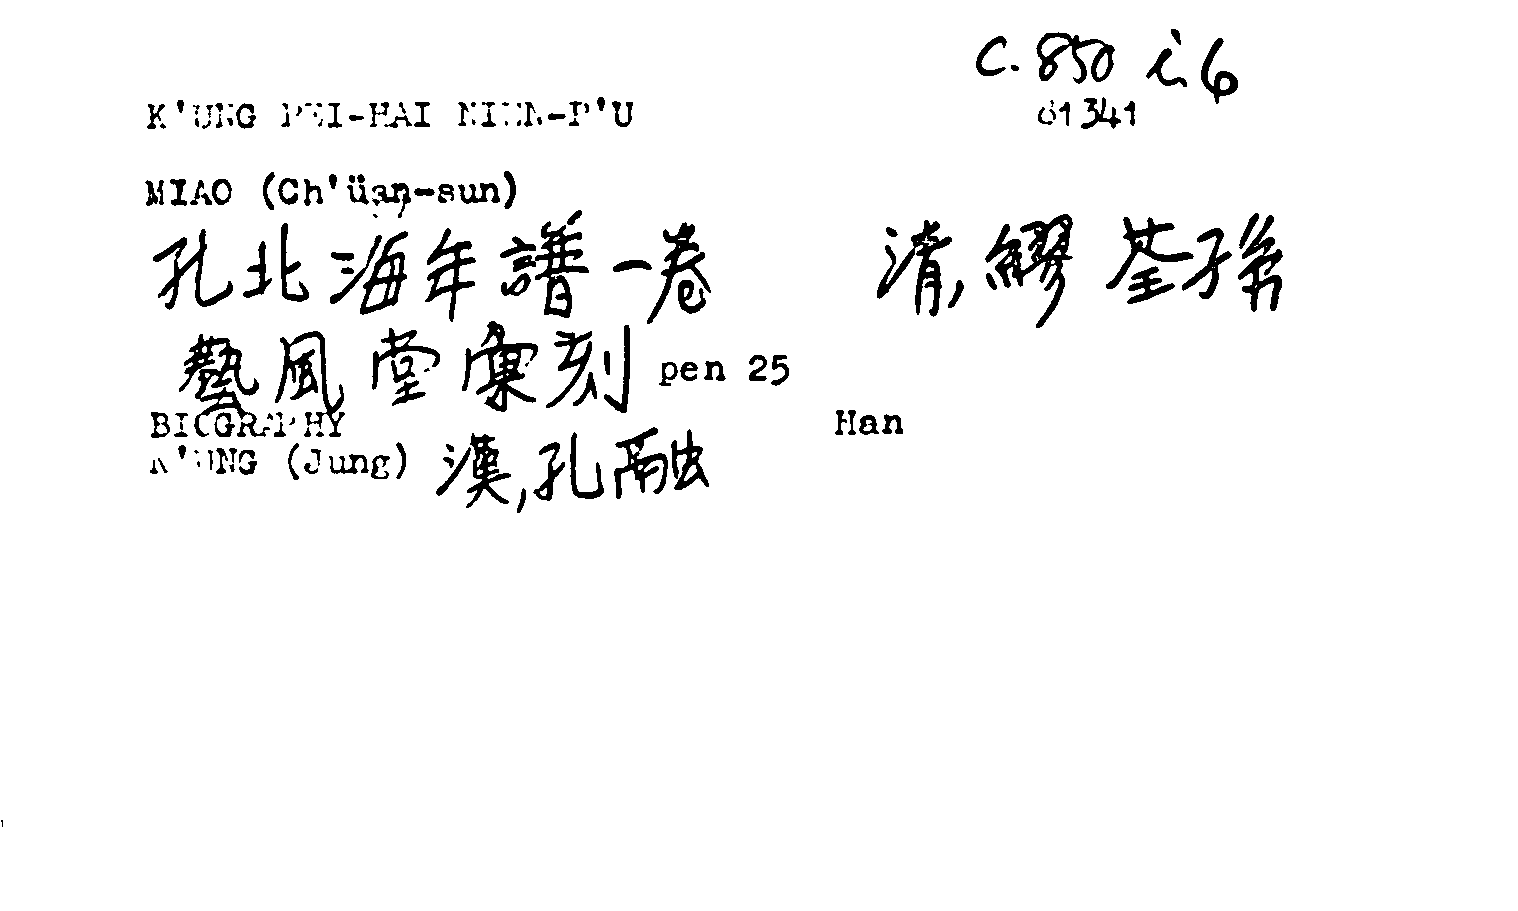 C. 850 i. 6
K'UNG PEI-HAI NIEN-P'U 61341
MIAO (Ch'üan-sun)
孔北海年譜一卷 清,繆荃孫
藝風堂彙刻 pen 25
BIOGRAPHY Han
K'UNG (Jung) 漢,孔融